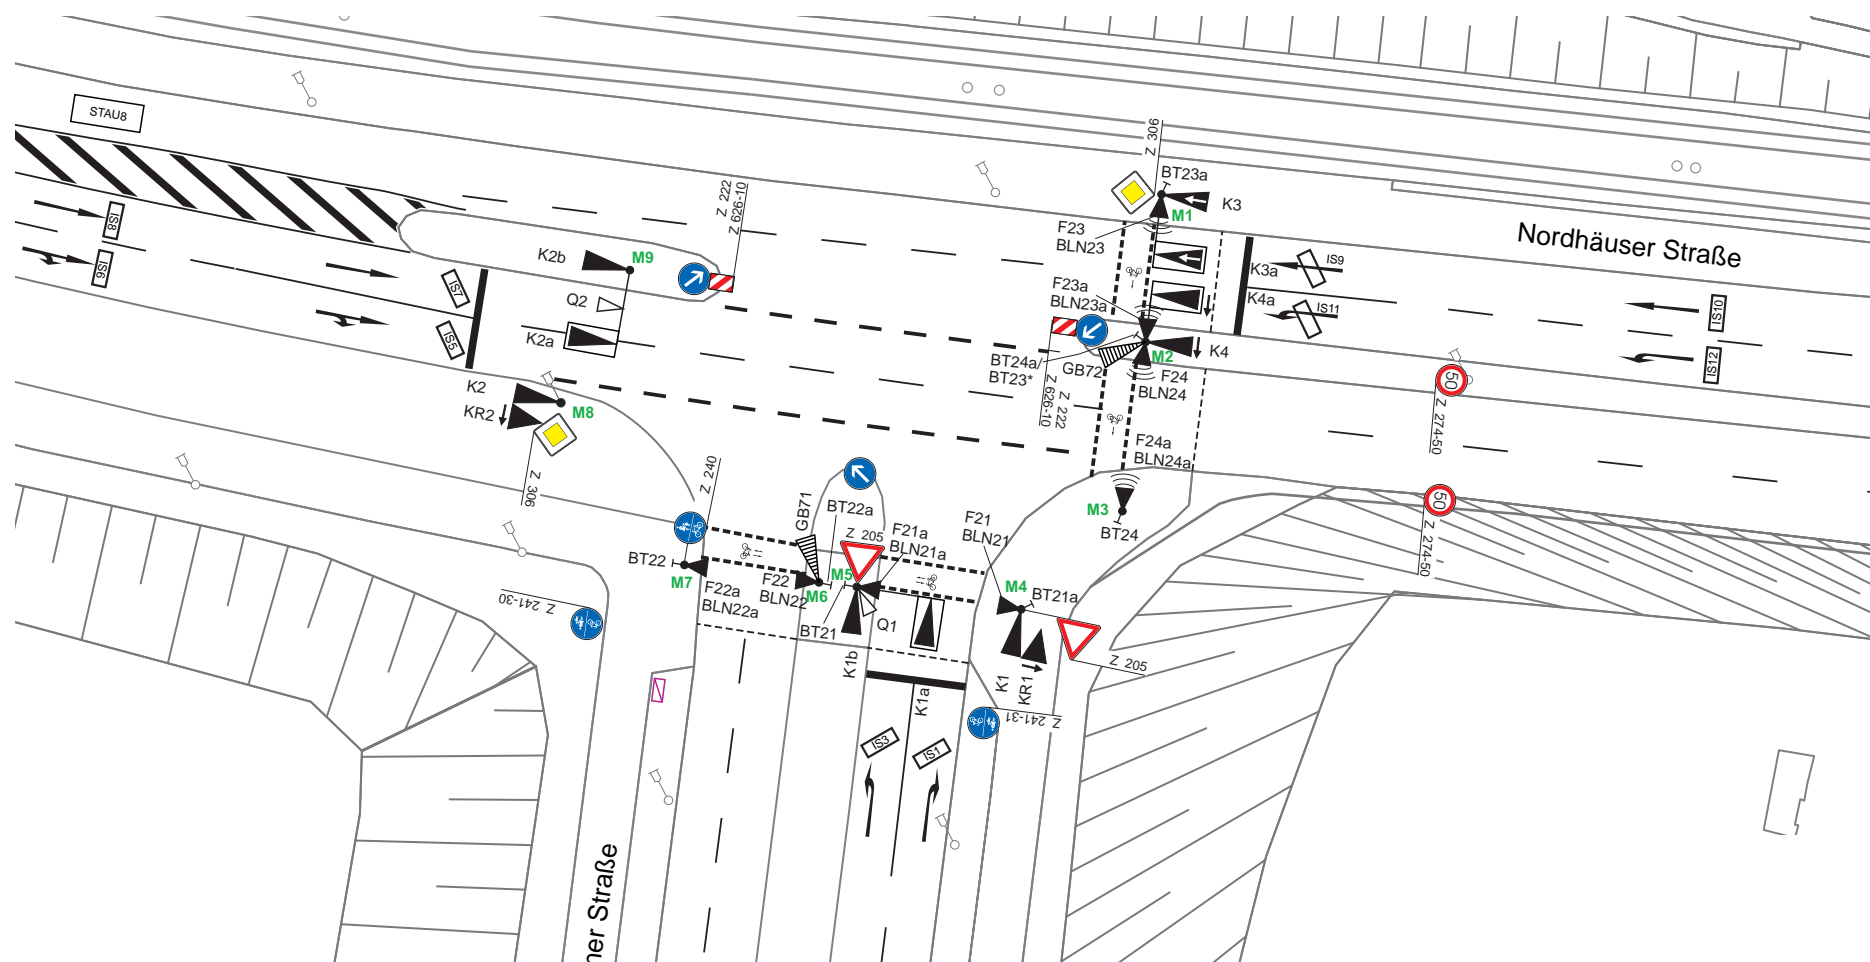 STAU8
IS8
IS6
IS7
IS5
K2b
M9
Q2
K2a
K2
KR2
M8
Z 306
Z 222
Z 626-10
Z 306
BT23a
K3
M1
F23
BLN23
F23a
BLN23a
K3a
K4a
IS9
IS11
IS10
IS12
Nordhäuser Straße
K4
M2
GB72
BT24a/
BT23*
Z 626-10
Z 222
F24
BLN24
F24a
BLN24a
M3
BT24
50
Z 274-50
50
Z 274-50
Z 240
BT22
M7
F22a
BLN22a
GB71
BT22a
Z 205
F21a
BLN21a
F22
BLN22
M5
M6
BT21
Q1
K1b
F21
BLN21
M4
BT21a
K1
KR1
Z 205
Z 241-30
Z 241-31
K1a
IS3
IS1
ner Straße